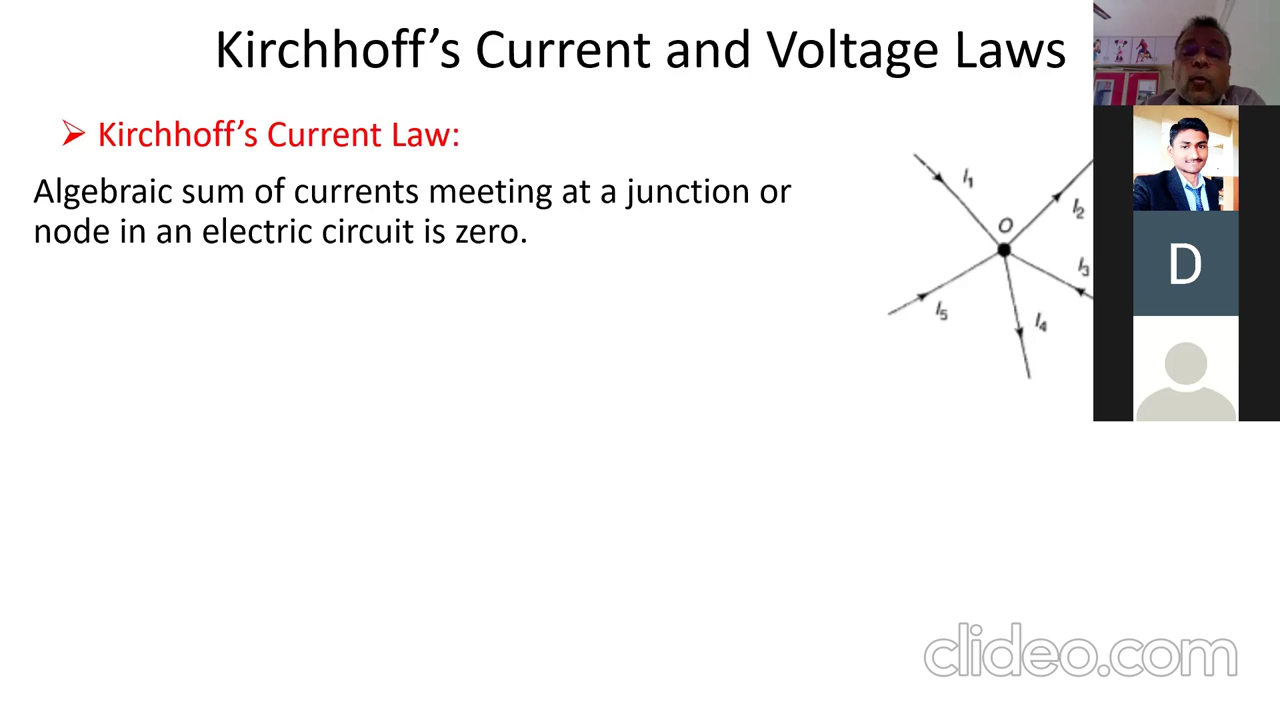 Kirchhoff’s Current and Voltage Laws
Kirchhoff’s Current Law:
Algebraic sum of currents meeting at a junction or
node in an electric circuit is zero.
I1
I2
O
I3
I5
I4
D
clideo.com